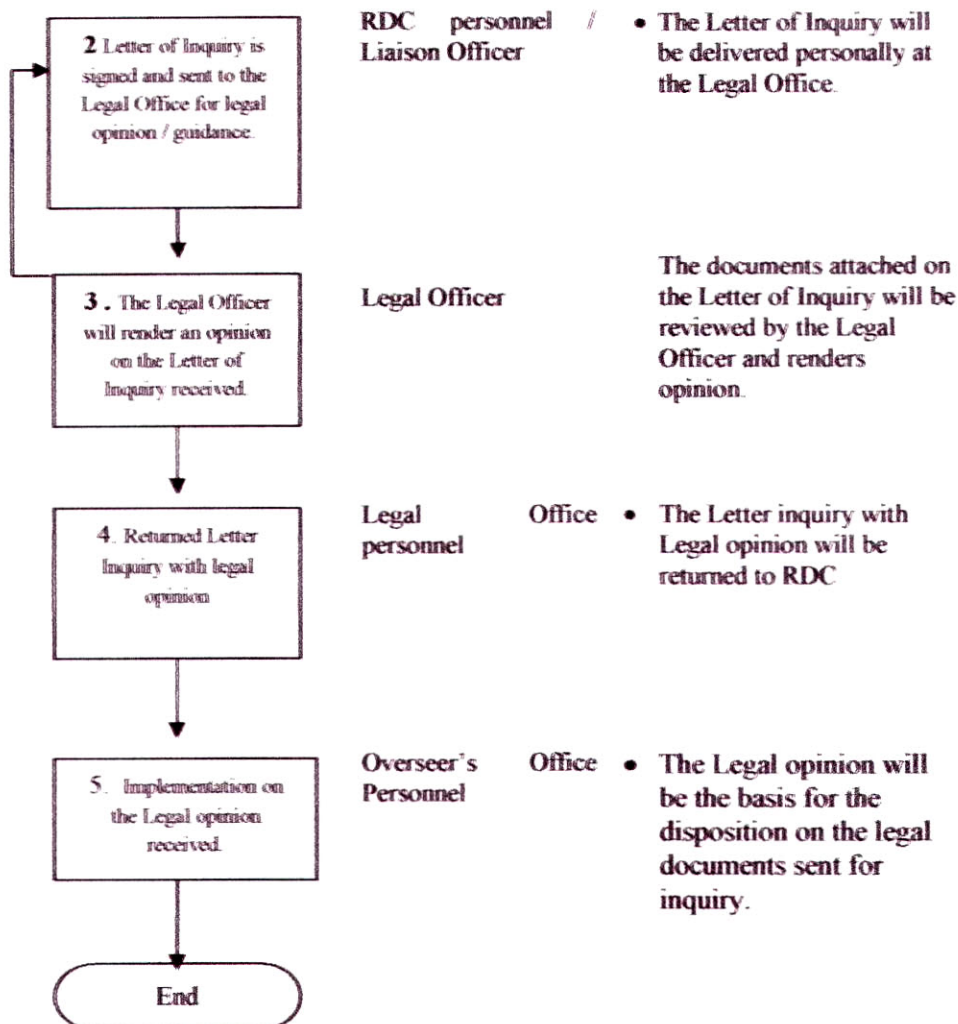 2 Letter of Inquiry is
signed and sent to the
Legal Office for legal
opinion / guidance.
RDC personnel /
Liaison Officer
• The Letter of Inquiry will
be delivered personally at
the Legal Office.
3. The Legal Officer
will render an opinion
on the Letter of
Inquiry received.
Legal Officer
The documents attached on
the Letter of Inquiry will be
reviewed by the Legal
Officer and renders
opinion.
4. Returned Letter
Inquiry with legal
opinion
Legal Office
personnel
• The Letter inquiry with
Legal opinion will be
returned to RDC
5. Implementation on
the Legal opinion
received.
Overseer's Office
Personnel
• The Legal opinion will
be the basis for the
disposition on the legal
documents sent for
inquiry.
End